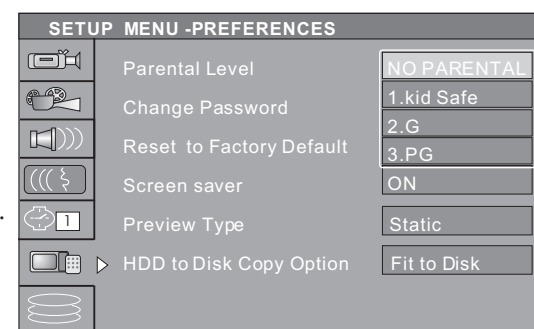 SETUP MENU -PREFERENCES
Parental Level
NO PARENTAL
1.kid Safe
Change Password
2.G
Reset to Factory Default
3.PG
Screen saver
ON
1
Preview Type
Static
HDD to Disk Copy Option
Fit to Disk